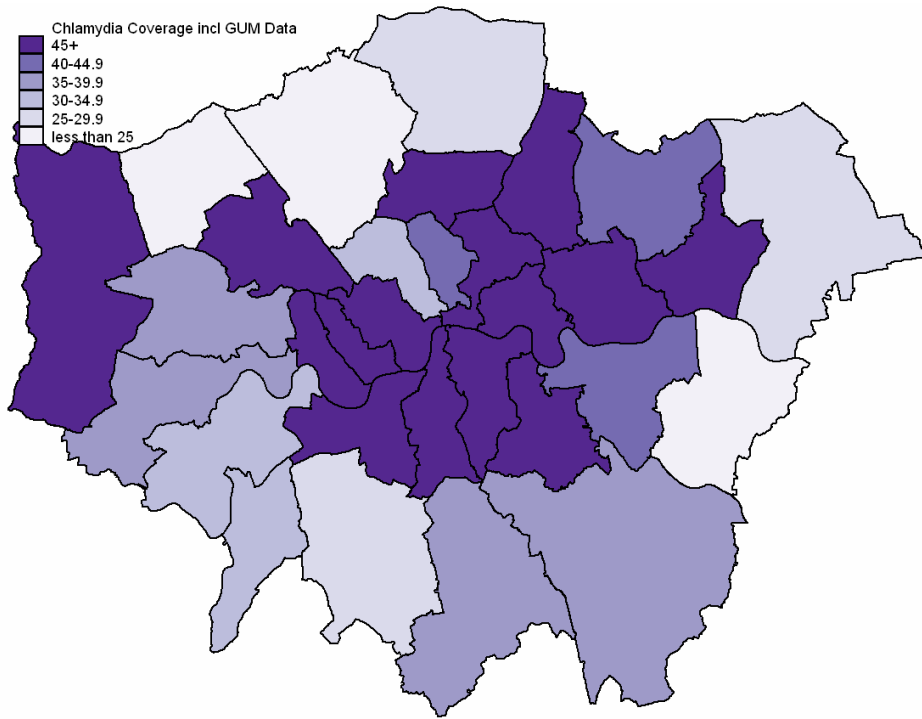 Chlamydia Coverage incl GUM Data
45+
40-44.9
35-39.9
30-34.9
25-29.9
less than 25